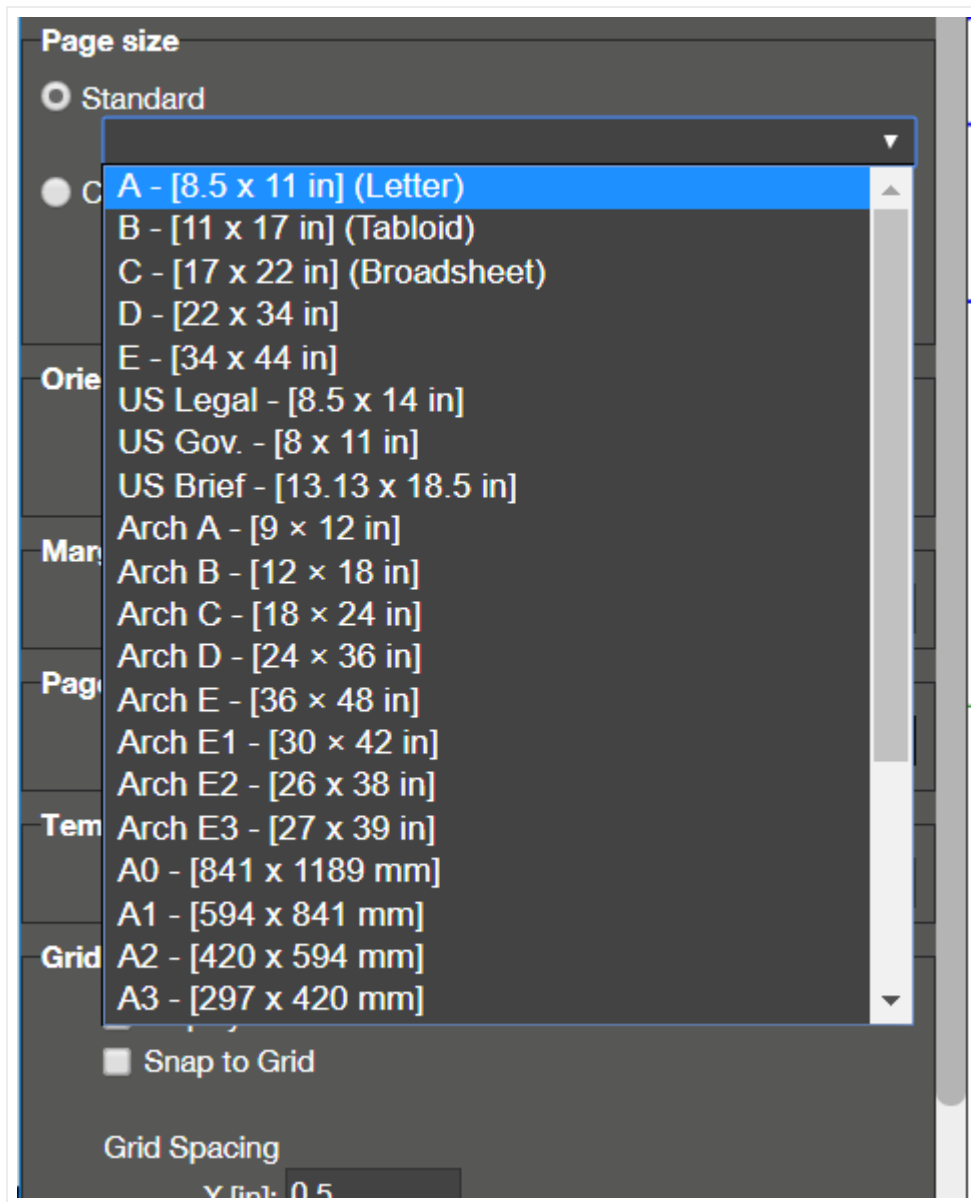 Page size
Standard
C
A - [8.5 x 11 in] (Letter)
B - [11 x 17 in] (Tabloid)
C - [17 x 22 in] (Broadsheet)
D - [22 x 34 in]
E - [34 x 44 in]
Orie
US Legal - [8.5 x 14 in]
US Gov. - [8 x 11 in]
US Brief - [13.13 x 18.5 in]
Arch A - [9 × 12 in]
Mar
Arch B - [12 × 18 in]
Arch C - [18 × 24 in]
Arch D - [24 × 36 in]
Page
Arch E - [36 × 48 in]
Arch E1 - [30 × 42 in]
Arch E2 - [26 x 38 in]
Tem
Arch E3 - [27 x 39 in]
A0 - [841 x 1189 mm]
A1 - [594 x 841 mm]
Grid
A2 - [420 x 594 mm]
A3 - [297 x 420 mm]
Snap to Grid
Grid Spacing
X [in]: 0.5